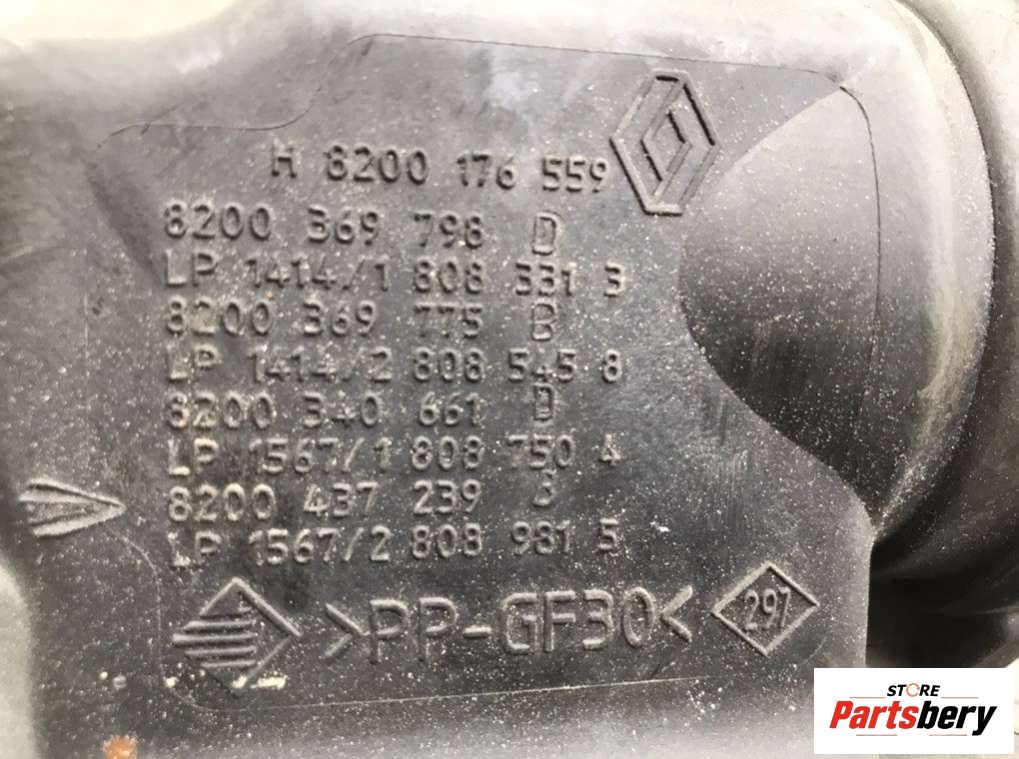 H 8200 176 559
8200 369 798 D
LP 1414/1 808 331 3
8200 369 775 B
LP 1414/2 808 545 8
8200 340 661 D
LP 1567/1 808 750 4
8200 437 239
LP 1567/2 808 981 5
>PP-GF30<
297
STORE
Partsbery